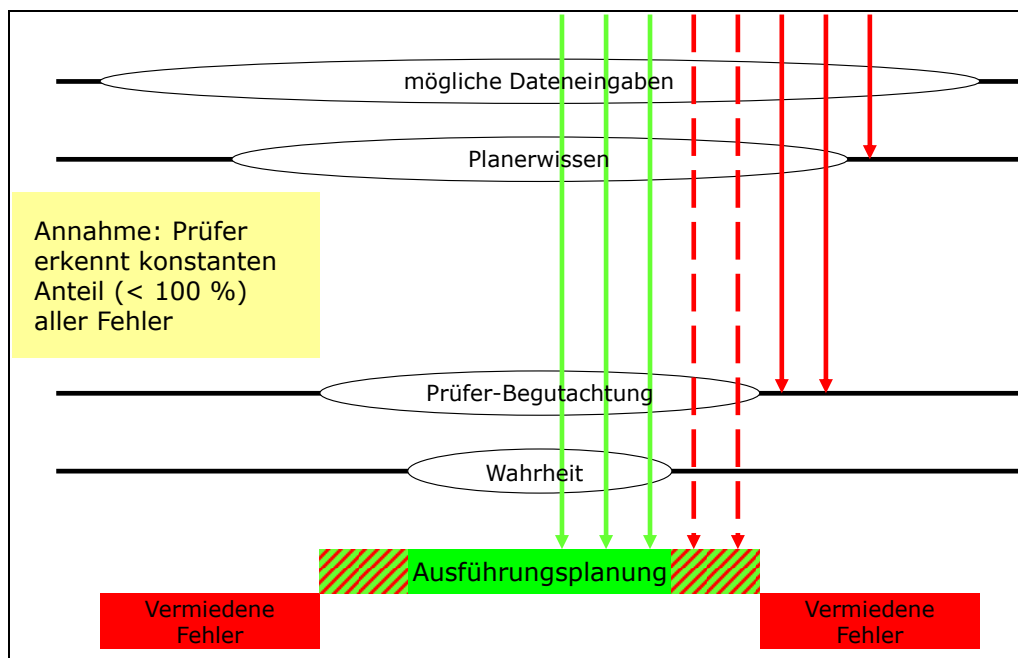 mögliche Dateneingaben
Planerwissen
Annahme: Prüfer
erkennt konstanten
Anteil (< 100 %)
aller Fehler
Prüfer-Begutachtung
Wahrheit
Ausführungsplanung
Vermiedene
Fehler
Vermiedene
Fehler